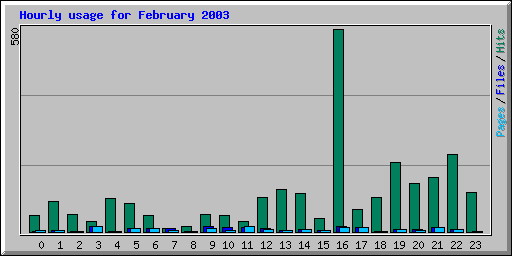 Hourly usage for February 2003
580
Pages/Files/Hits
0 1 2 3 4 5 6 7 8 9 10 11 12 13 14 15 16 17 18 19 20 21 22 23